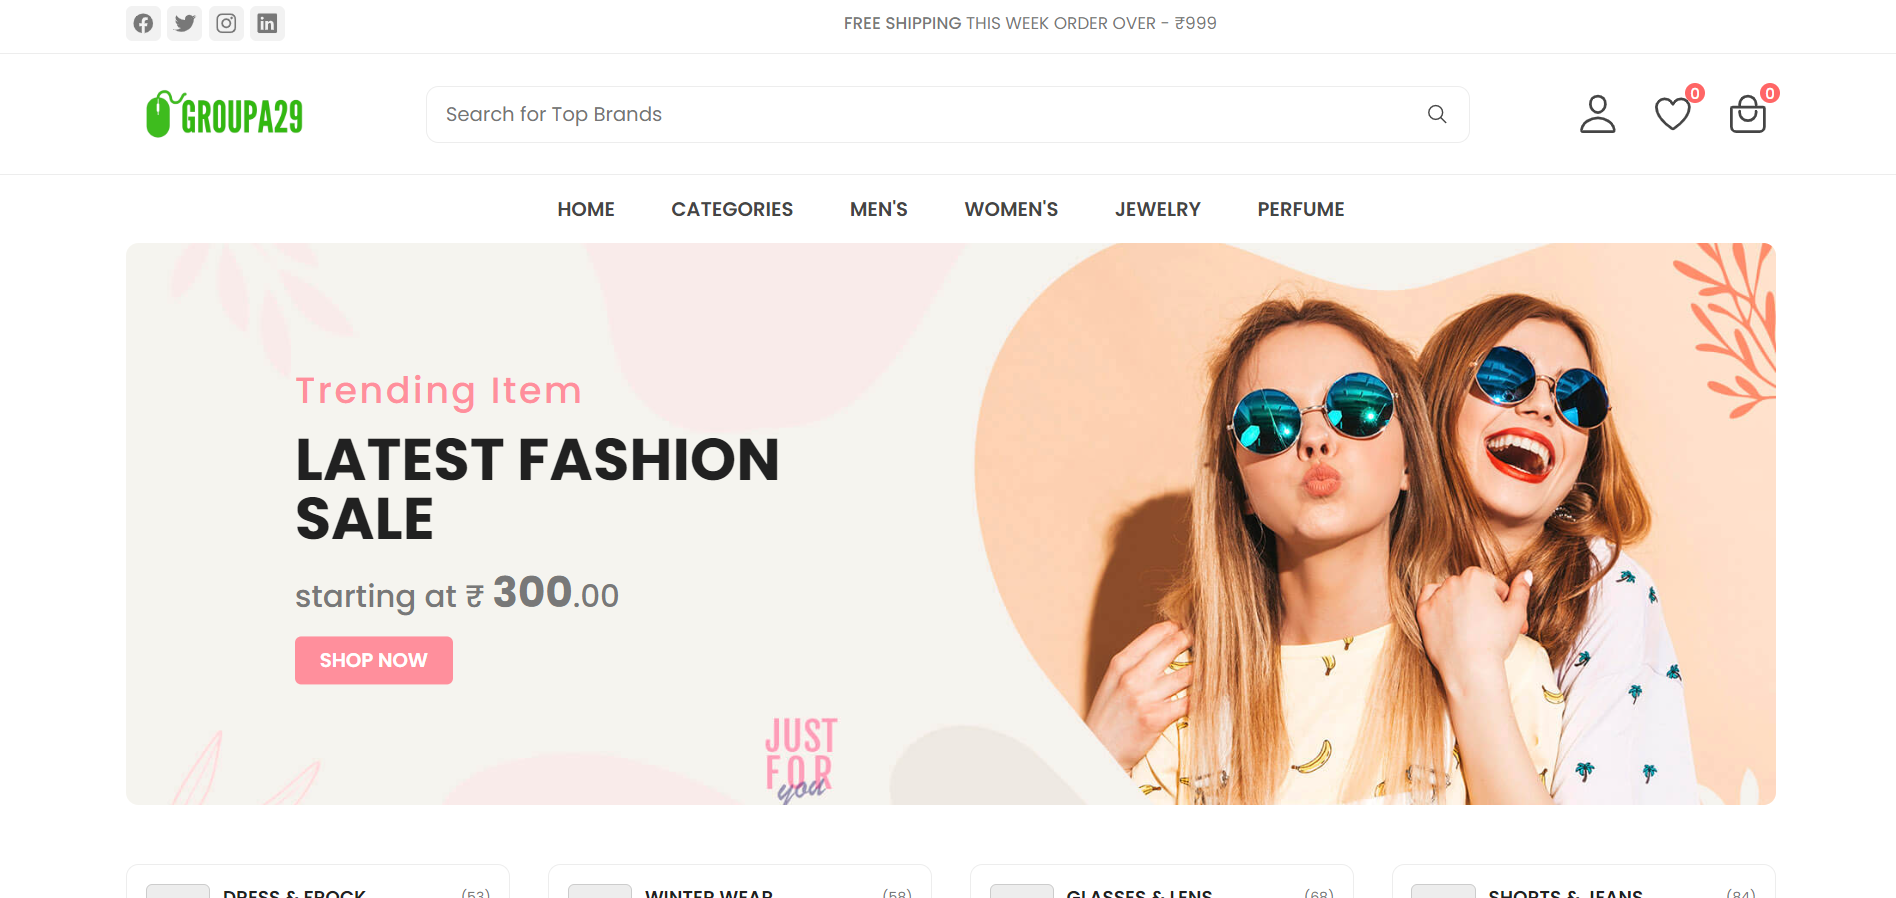 FREE SHIPPING THIS WEEK ORDER OVER - ₹999
GROUPA29
Search for Top Brands
0
0
HOME CATEGORIES MEN'S WOMEN'S JEWELRY PERFUME
Trending Item
LATEST FASHION
SALE
starting at ₹ 300.00
SHOP NOW
JUST
FOR
you
DRESS & FROCK (53) WINTER WEAR (58) GLASSES & LENS (68) SHORTS & JEANS (84)